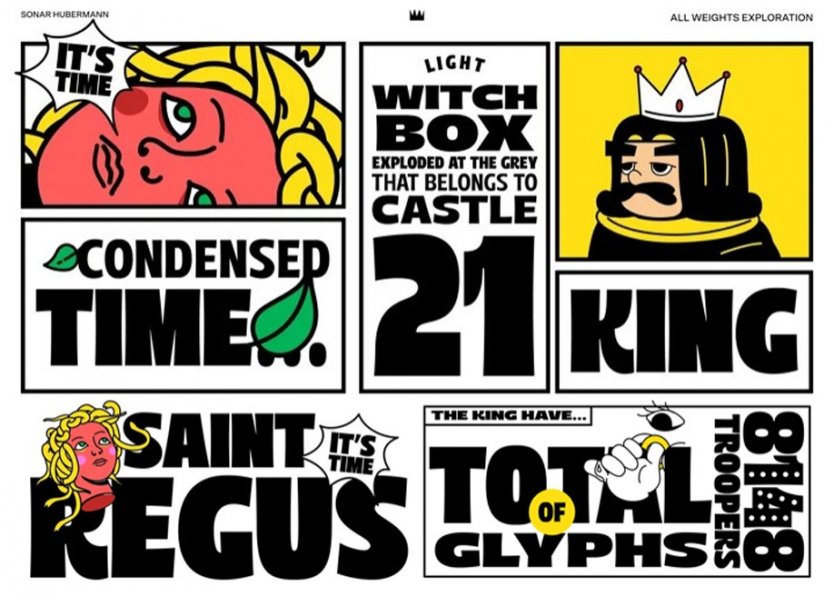 SONAR HUBERMANN
ALL WEIGHTS EXPLORATION
IT'S
TIME
CONDENSED
TIME...
LIGHT
WITCH
BOX
EXPLODED AT THE GREY
THAT BELONGS TO
CASTLE
21
KING
SAINT
IT'S
TIME
REGUS
THE KING HAVE...
TOTAL
OF
GLYPHS
TROOPERS
8148